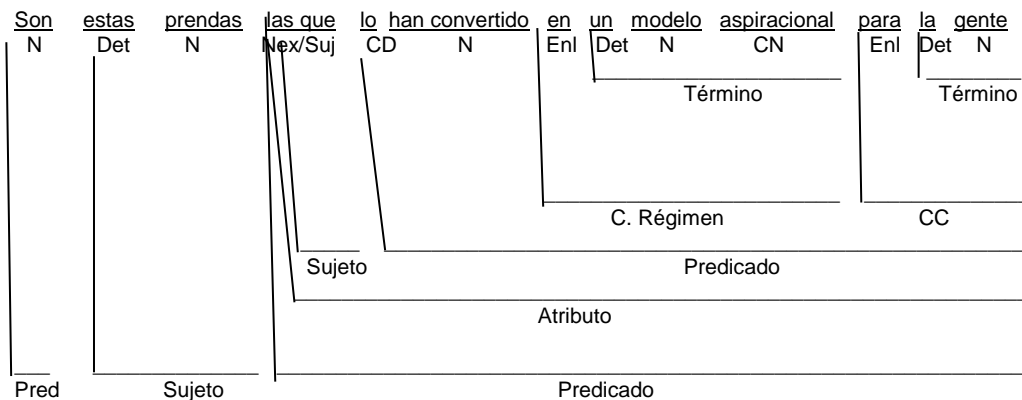 Son estas prendas las que lo han convertido en un modelo aspiracional para la gente
N Det N Nex/Suj CD N Enl Det N CN Enl Det N
Término Término
C. Régimen CC
Sujeto Predicado
Atributo
Pred Sujeto Predicado